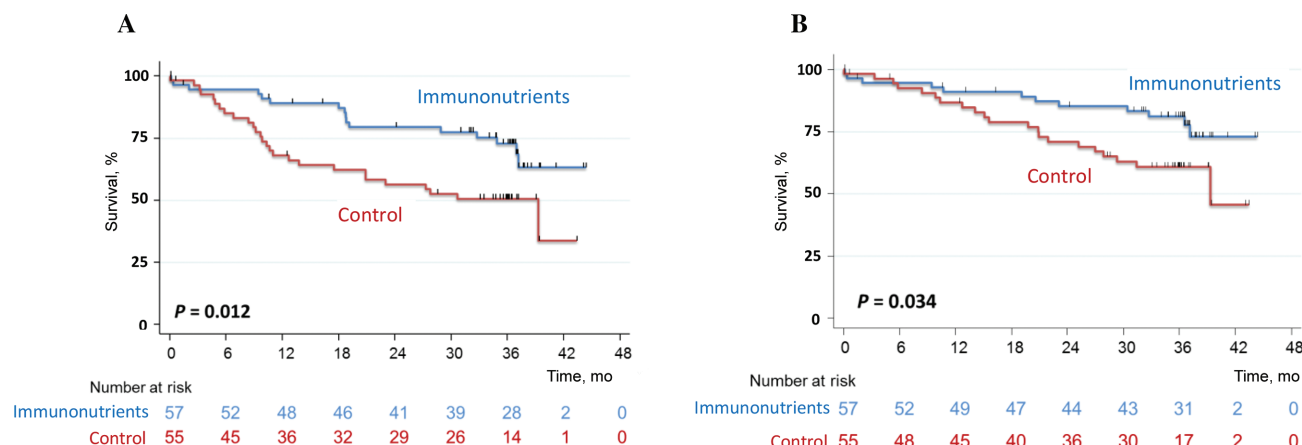 A
100
75
50
25
0
Survival, %
Immunonutrients
Control
P = 0.012
0 6 12 18 24 30 36 42 48
Time, mo
Number at risk
Immunonutrients 57 52 48 46 41 39 28 2 0
Control 55 45 36 32 29 26 14 1 0
B
100
75
50
25
0
Survival, %
Immunonutrients
Control
P = 0.034
0 6 12 18 24 30 36 42 48
Time, mo
Number at risk
Immunonutrients 57 52 49 47 44 43 31 2 0
Control 55 48 45 40 36 30 17 2 0